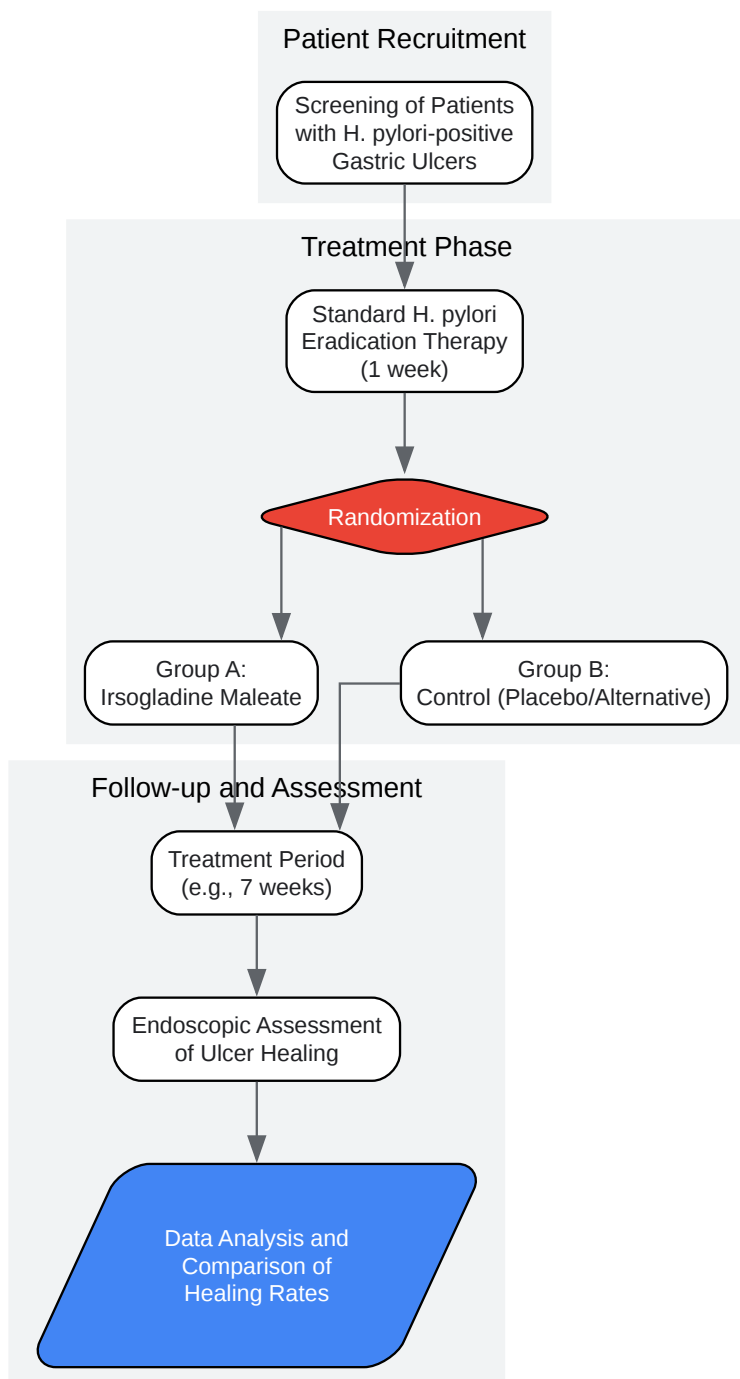 Patient Recruitment
Screening of Patients
with H. pylori-positive
Gastric Ulcers
Treatment Phase
Standard H. pylori
Eradication Therapy
(1 week)
Randomization
Group A:
Irsogladine Maleate
Group B:
Control (Placebo/Alternative)
Follow-up and Assessment
Treatment Period
(e.g., 7 weeks)
Endoscopic Assessment
of Ulcer Healing
Data Analysis and
Comparison of
Healing Rates